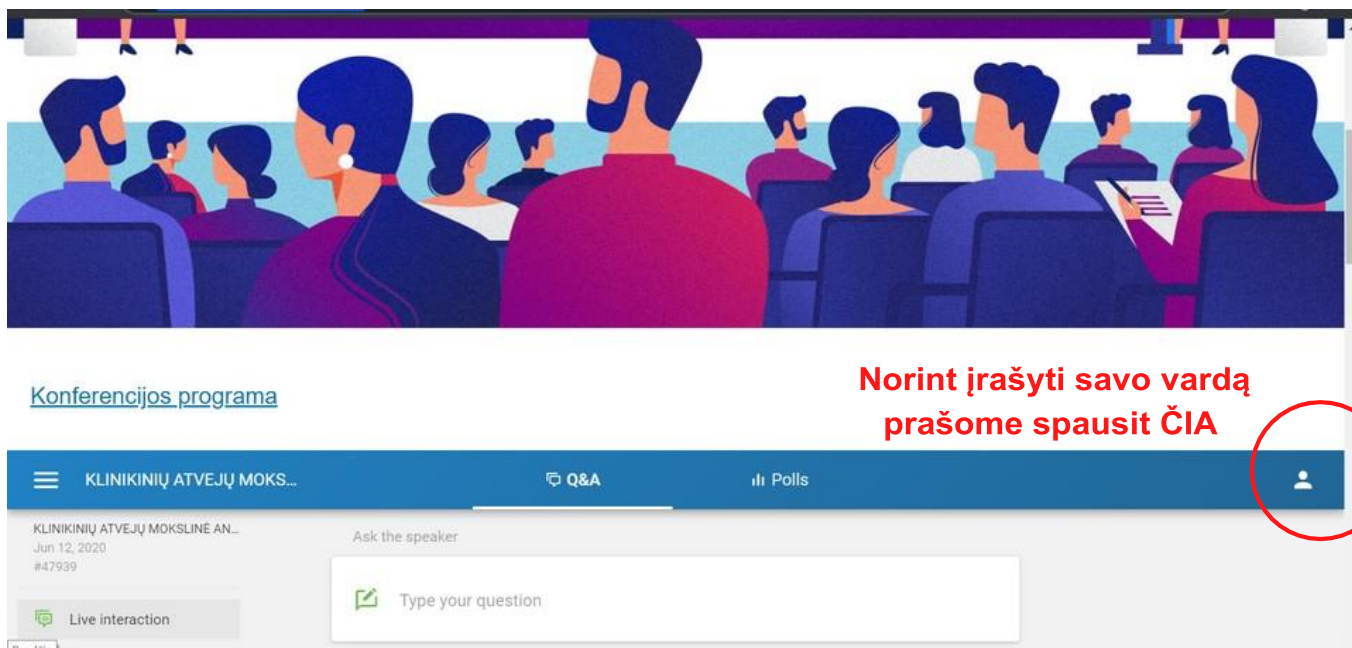 Konferencijos programa
Norint įrašyti savo vardą
prašome spausit ČIA
KLINIKINIŲ ATVEJŲ MOKS...
Q&A
Polls
KLINIKINIŲ ATVEJŲ MOKSLINĖ AN...
Jun 12, 2020
#47939
Ask the speaker
Type your question
Live interaction